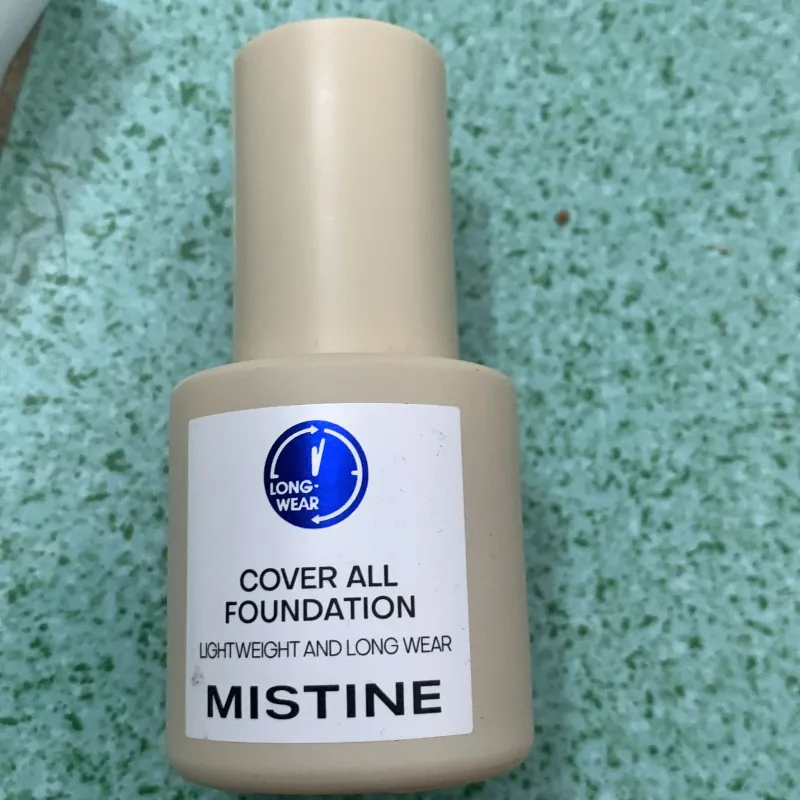 LONG-
WEAR
COVER ALL
FOUNDATION
LIGHTWEIGHT AND LONG WEAR
MISTINE